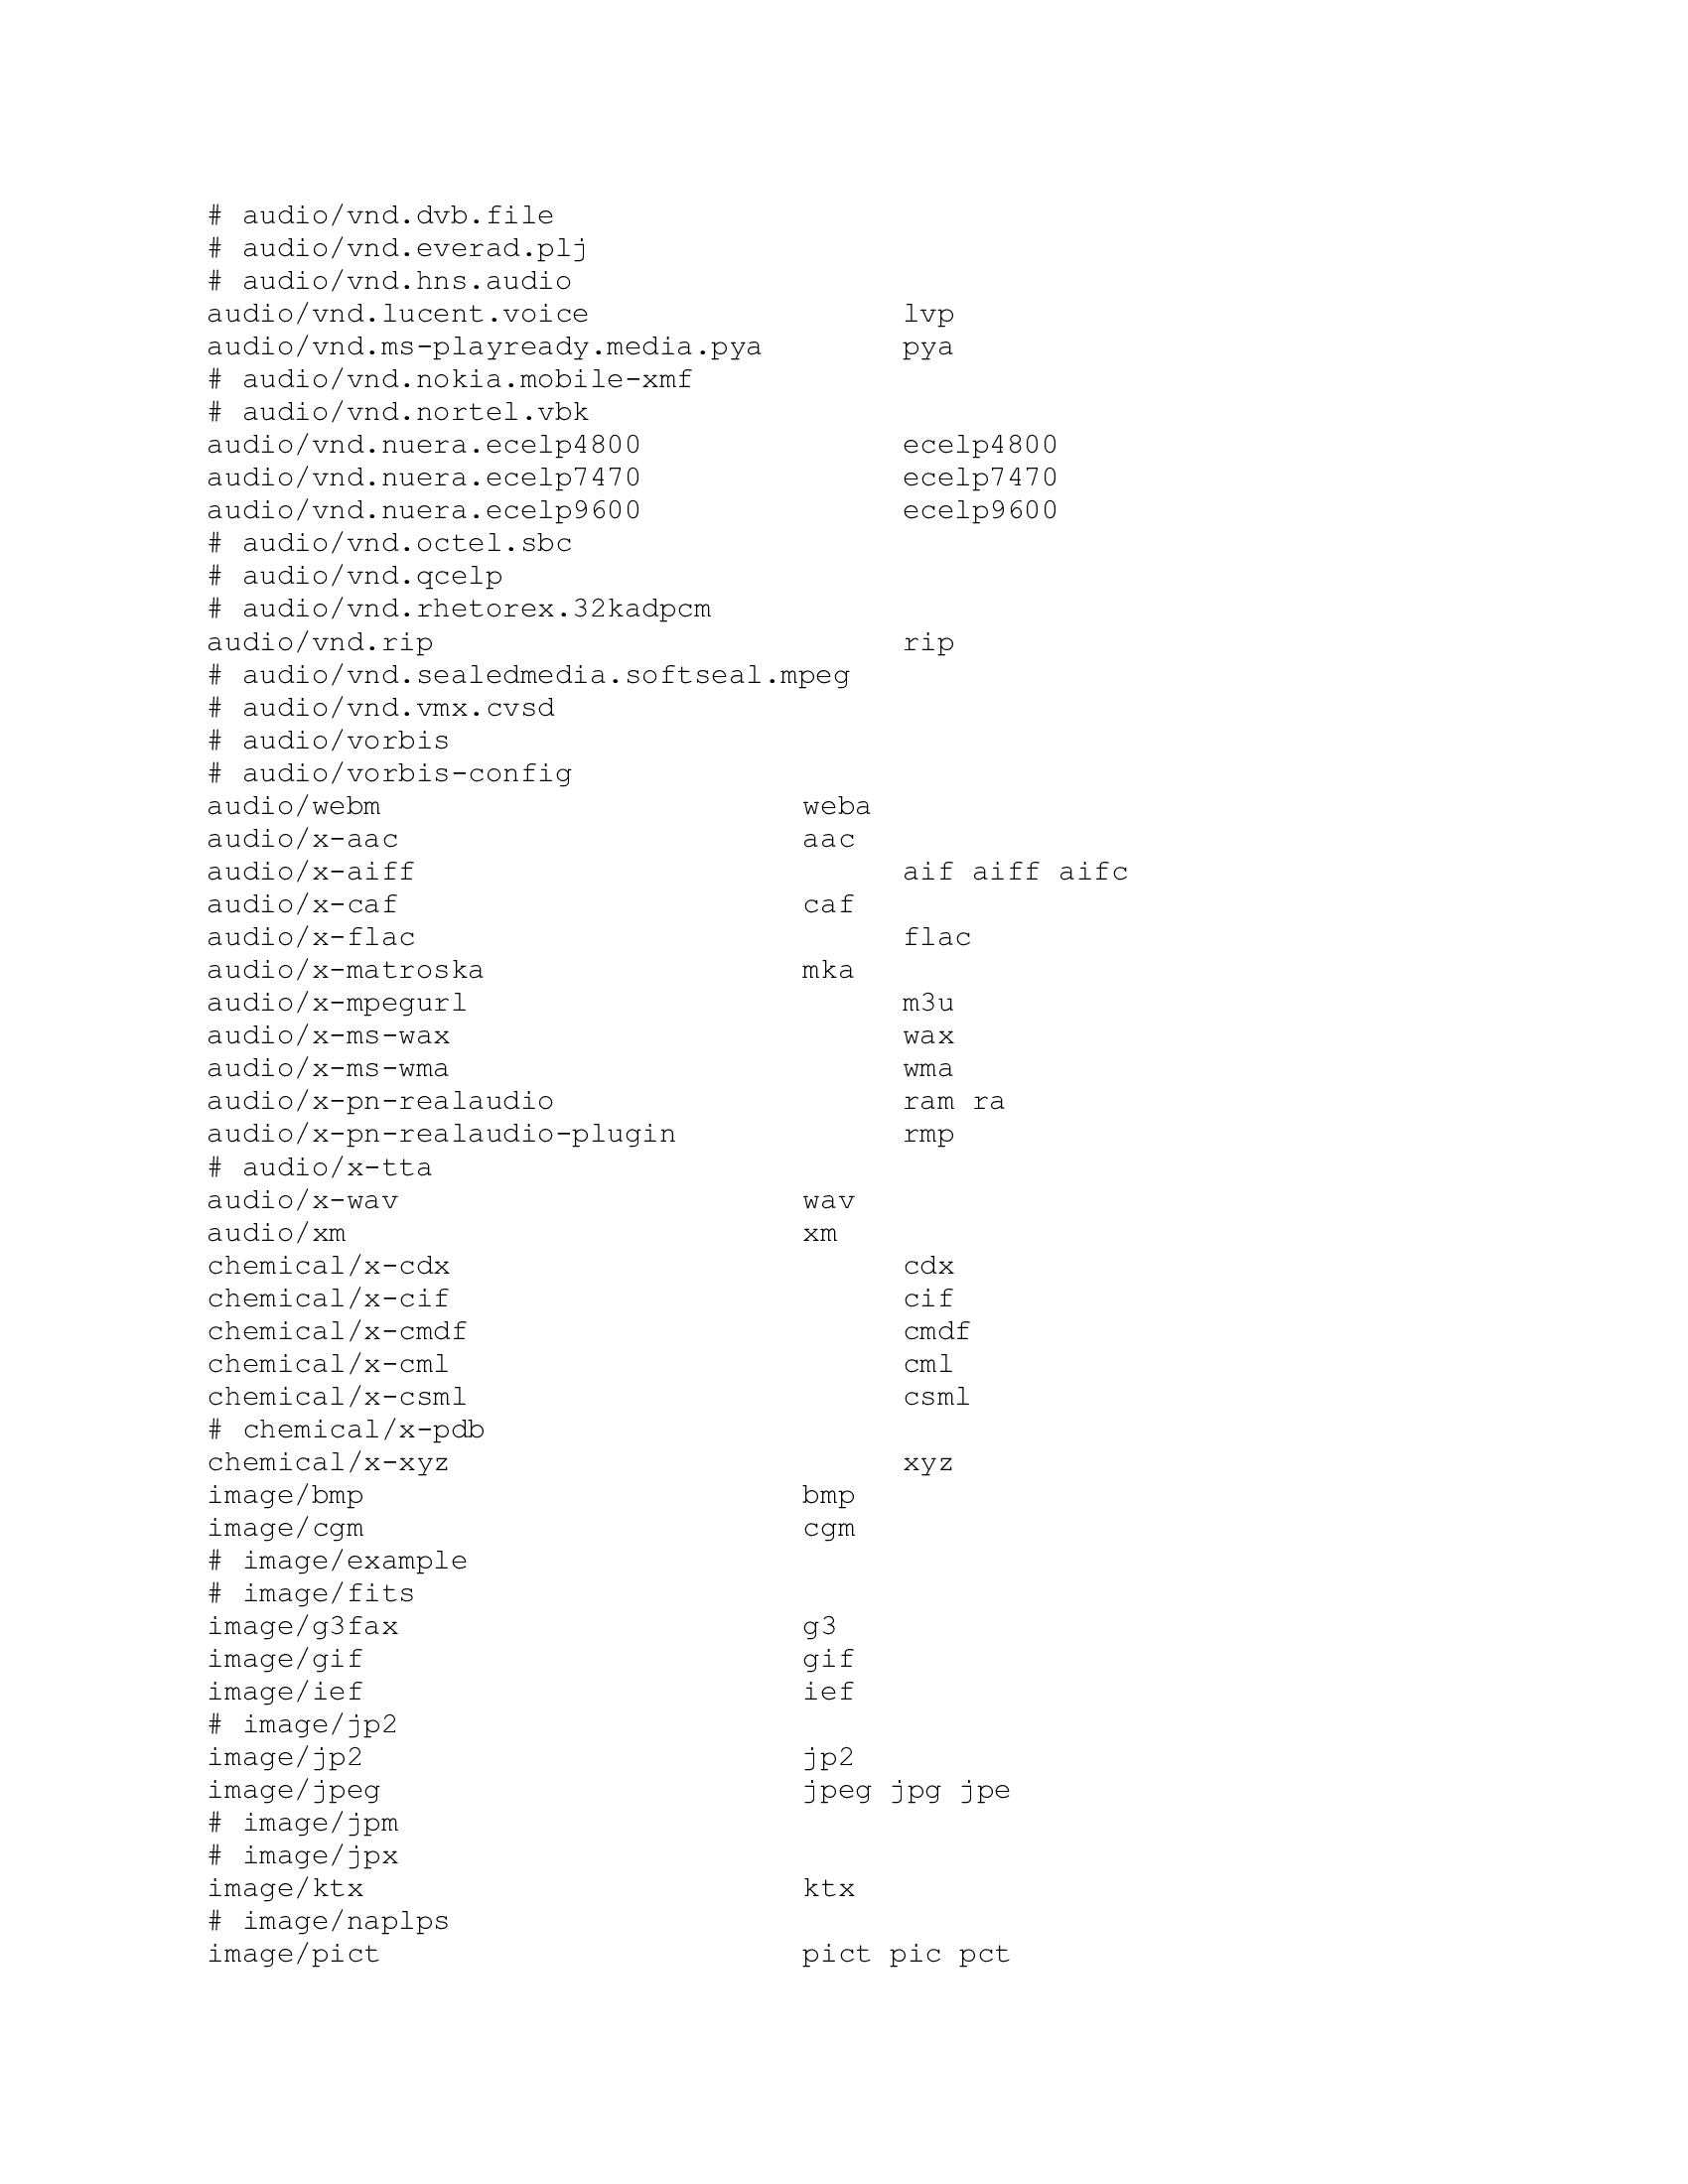 # audio/vnd.dvb.file
# audio/vnd.everad.plj
# audio/vnd.hns.audio
audio/vnd.lucent.voice lvp
audio/vnd.ms-playready.media.pya pya
# audio/vnd.nokia.mobile-xmf
# audio/vnd.nortel.vbk
audio/vnd.nuera.ecelp4800 ecelp4800
audio/vnd.nuera.ecelp7470 ecelp7470
audio/vnd.nuera.ecelp9600 ecelp9600
# audio/vnd.octel.sbc
# audio/vnd.qcelp
# audio/vnd.rhetorex.32kadpcm
audio/vnd.rip rip
# audio/vnd.sealedmedia.softseal.mpeg
# audio/vnd.vmx.cvsd
# audio/vorbis
# audio/vorbis-config
audio/webm weba
audio/x-aac aac
audio/x-aiff aif aiff aifc
audio/x-caf caf
audio/x-flac flac
audio/x-matroska mka
audio/x-mpegurl m3u
audio/x-ms-wax wax
audio/x-ms-wma wma
audio/x-pn-realaudio ram ra
audio/x-pn-realaudio-plugin rmp
# audio/x-tta
audio/x-wav wav
audio/xm xm
chemical/x-cdx cdx
chemical/x-cif cif
chemical/x-cmdf cmdf
chemical/x-cml cml
chemical/x-csml csml
# chemical/x-pdb
chemical/x-xyz xyz
image/bmp bmp
image/cgm cgm
# image/example
# image/fits
image/g3fax g3
image/gif gif
image/ief ief
# image/jp2
image/jp2 jp2
image/jpeg jpeg jpg jpe
# image/jpm
# image/jpx
image/ktx ktx
# image/naplps
image/pict pict pic pct